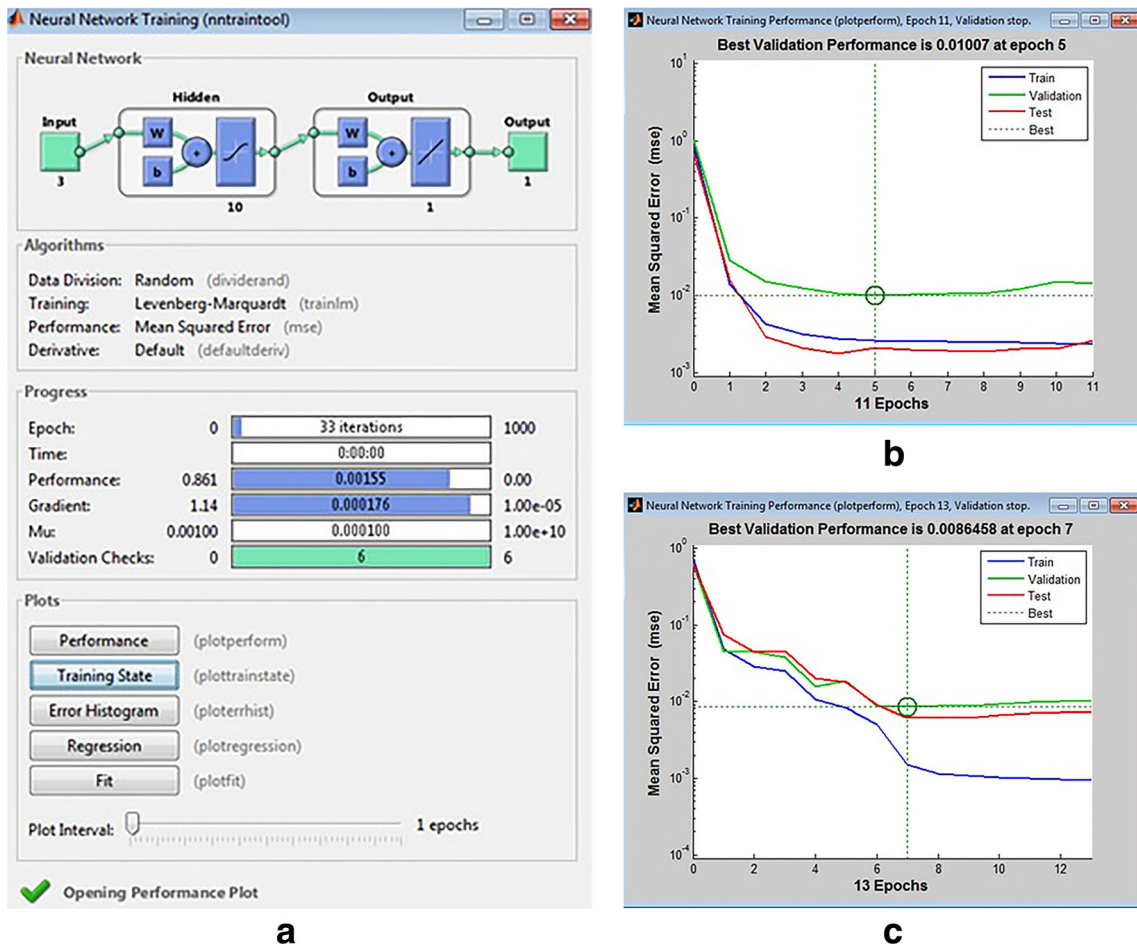 Neural Network Training (nntraintool)
Neural Network
Hidden
Output
Input
Output
W
b
+
W
b
+
3
10
1
1
Algorithms
Data Division: Random (dividerand)
Training: Levenberg-Marquardt (trainlm)
Performance: Mean Squared Error (mse)
Derivative: Default (defaultderiv)
Progress
Epoch: 0 33 iterations 1000
Time: 0:00:00
Performance: 0.861 0.00155 0.00
Gradient: 1.14 0.000176 1.00e-05
Mu: 0.00100 0.000100 1.00e+10
Validation Checks: 0 6 6
Plots
Performance (plotperform)
Training State (plottrainstate)
Error Histogram (ploterrhist)
Regression (plotregression)
Fit (plotfit)
Plot Interval: 1 epochs
Opening Performance Plot
a
Neural Network Training Performance (plotperform), Epoch 11, Validation stop.
Best Validation Performance is 0.01007 at epoch 5
10^1
10^0
10^-1
10^-2
10^-3
Mean Squared Error (mse)
Train
Validation
Test
Best
0 1 2 3 4 5 6 7 8 9 10 11
11 Epochs
b
Neural Network Training Performance (plotperform), Epoch 13, Validation stop.
Best Validation Performance is 0.0086458 at epoch 7
10^0
10^-1
10^-2
10^-3
10^-4
Mean Squared Error (mse)
Train
Validation
Test
Best
0 2 4 6 8 10 12
13 Epochs
c